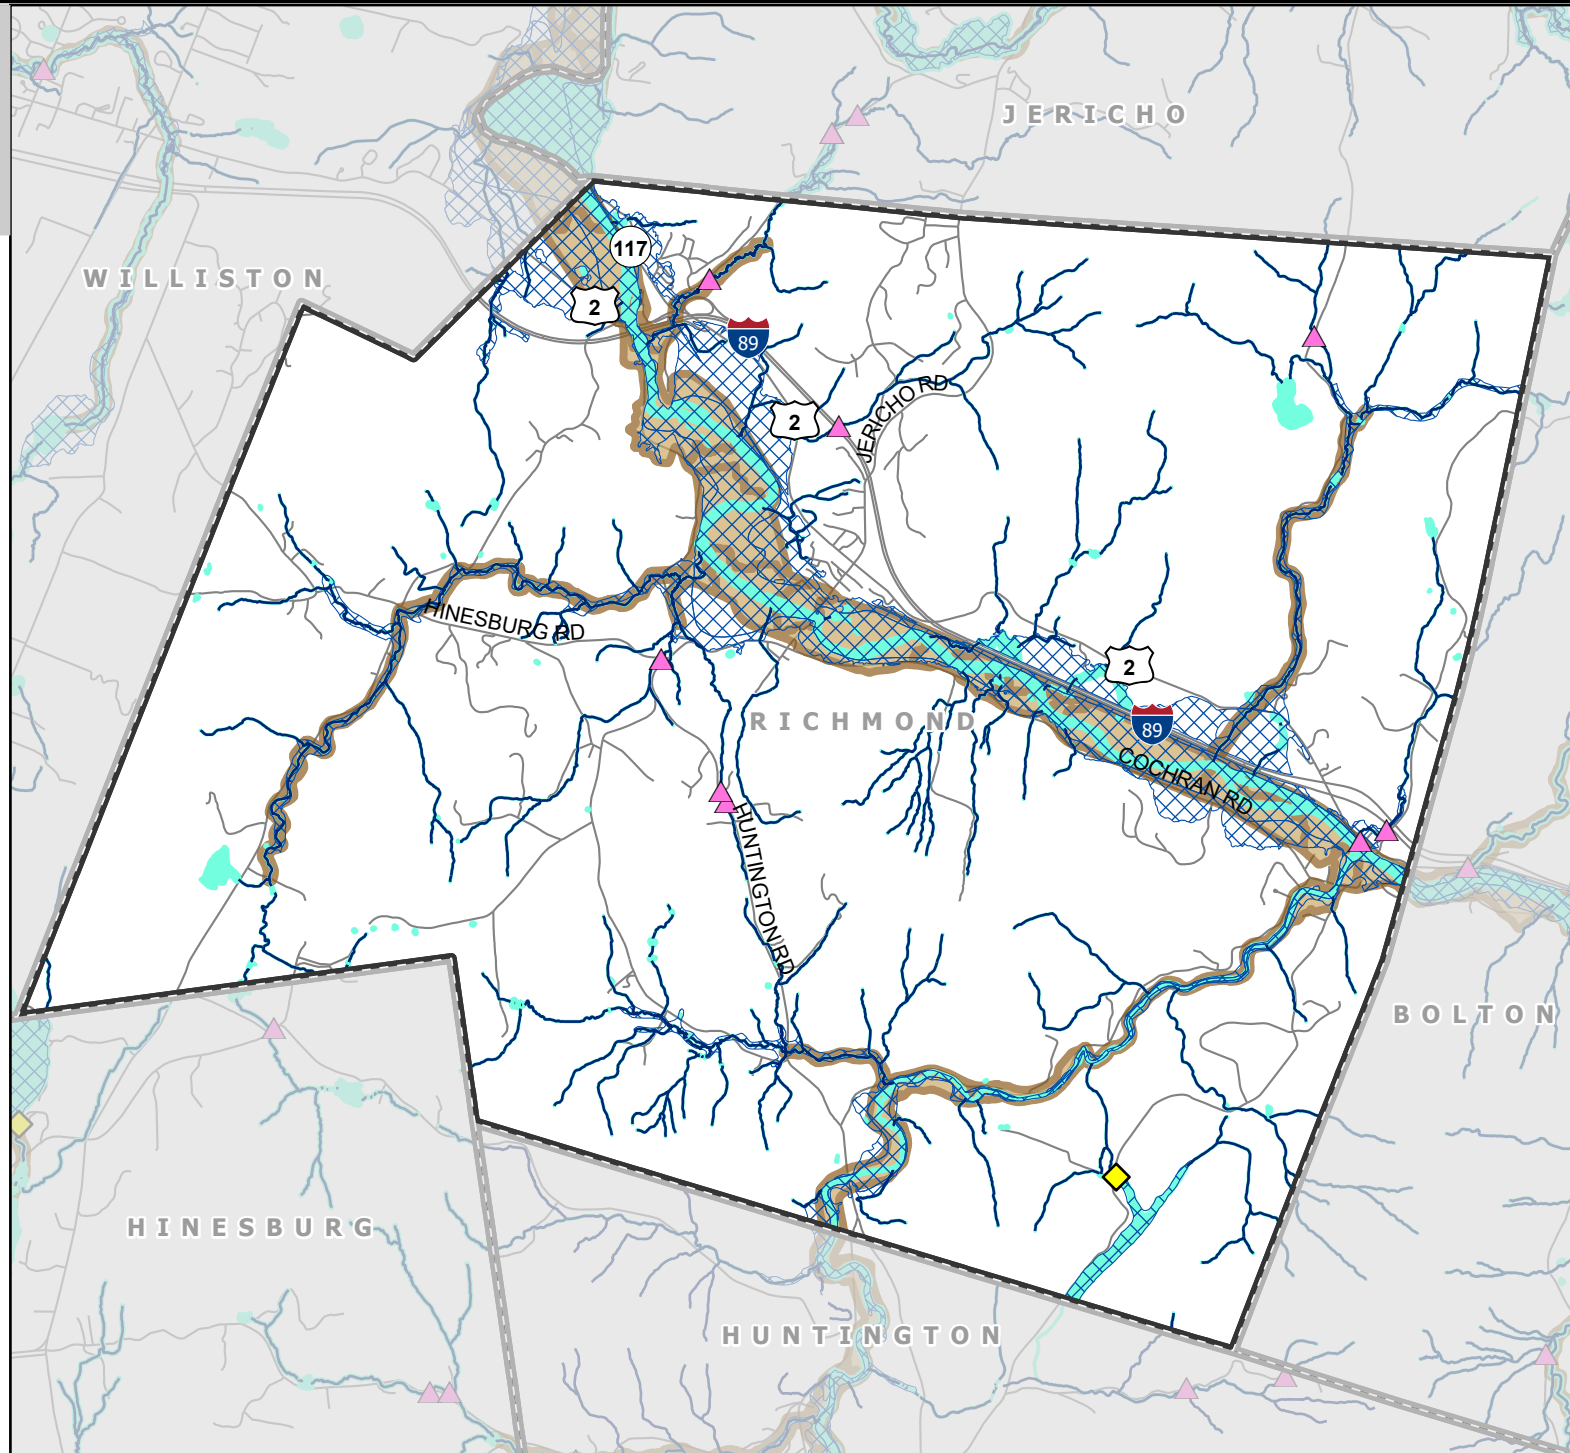 JERICHO
WILLISTON
117
2
89
2
JERICHO RD
HINESBURG RD
2
RICHMOND
89
COCHRAN RD
HUNTINGTON RD
BOLTON
HINESBURG
HUNTINGTON